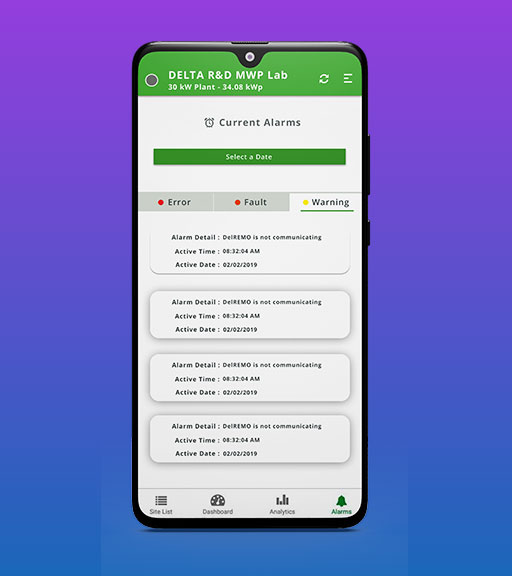 DELTA R&D MWP Lab
30 kW Plant - 34.08 kWp
Current Alarms
Select a Date
Error
Fault
Warning
Alarm Detail : DelREMO is not communicating
Active Time : 08:32:04 AM
Active Date : 02/02/2019
Alarm Detail : DelREMO is not communicating
Active Time : 08:32:04 AM
Active Date : 02/02/2019
Alarm Detail : DelREMO is not communicating
Active Time : 08:32:04 AM
Active Date : 02/02/2019
Alarm Detail : DelREMO is not communicating
Active Time : 08:32:04 AM
Active Date : 02/02/2019
Site List
Dashboard
Analytics
Alarms